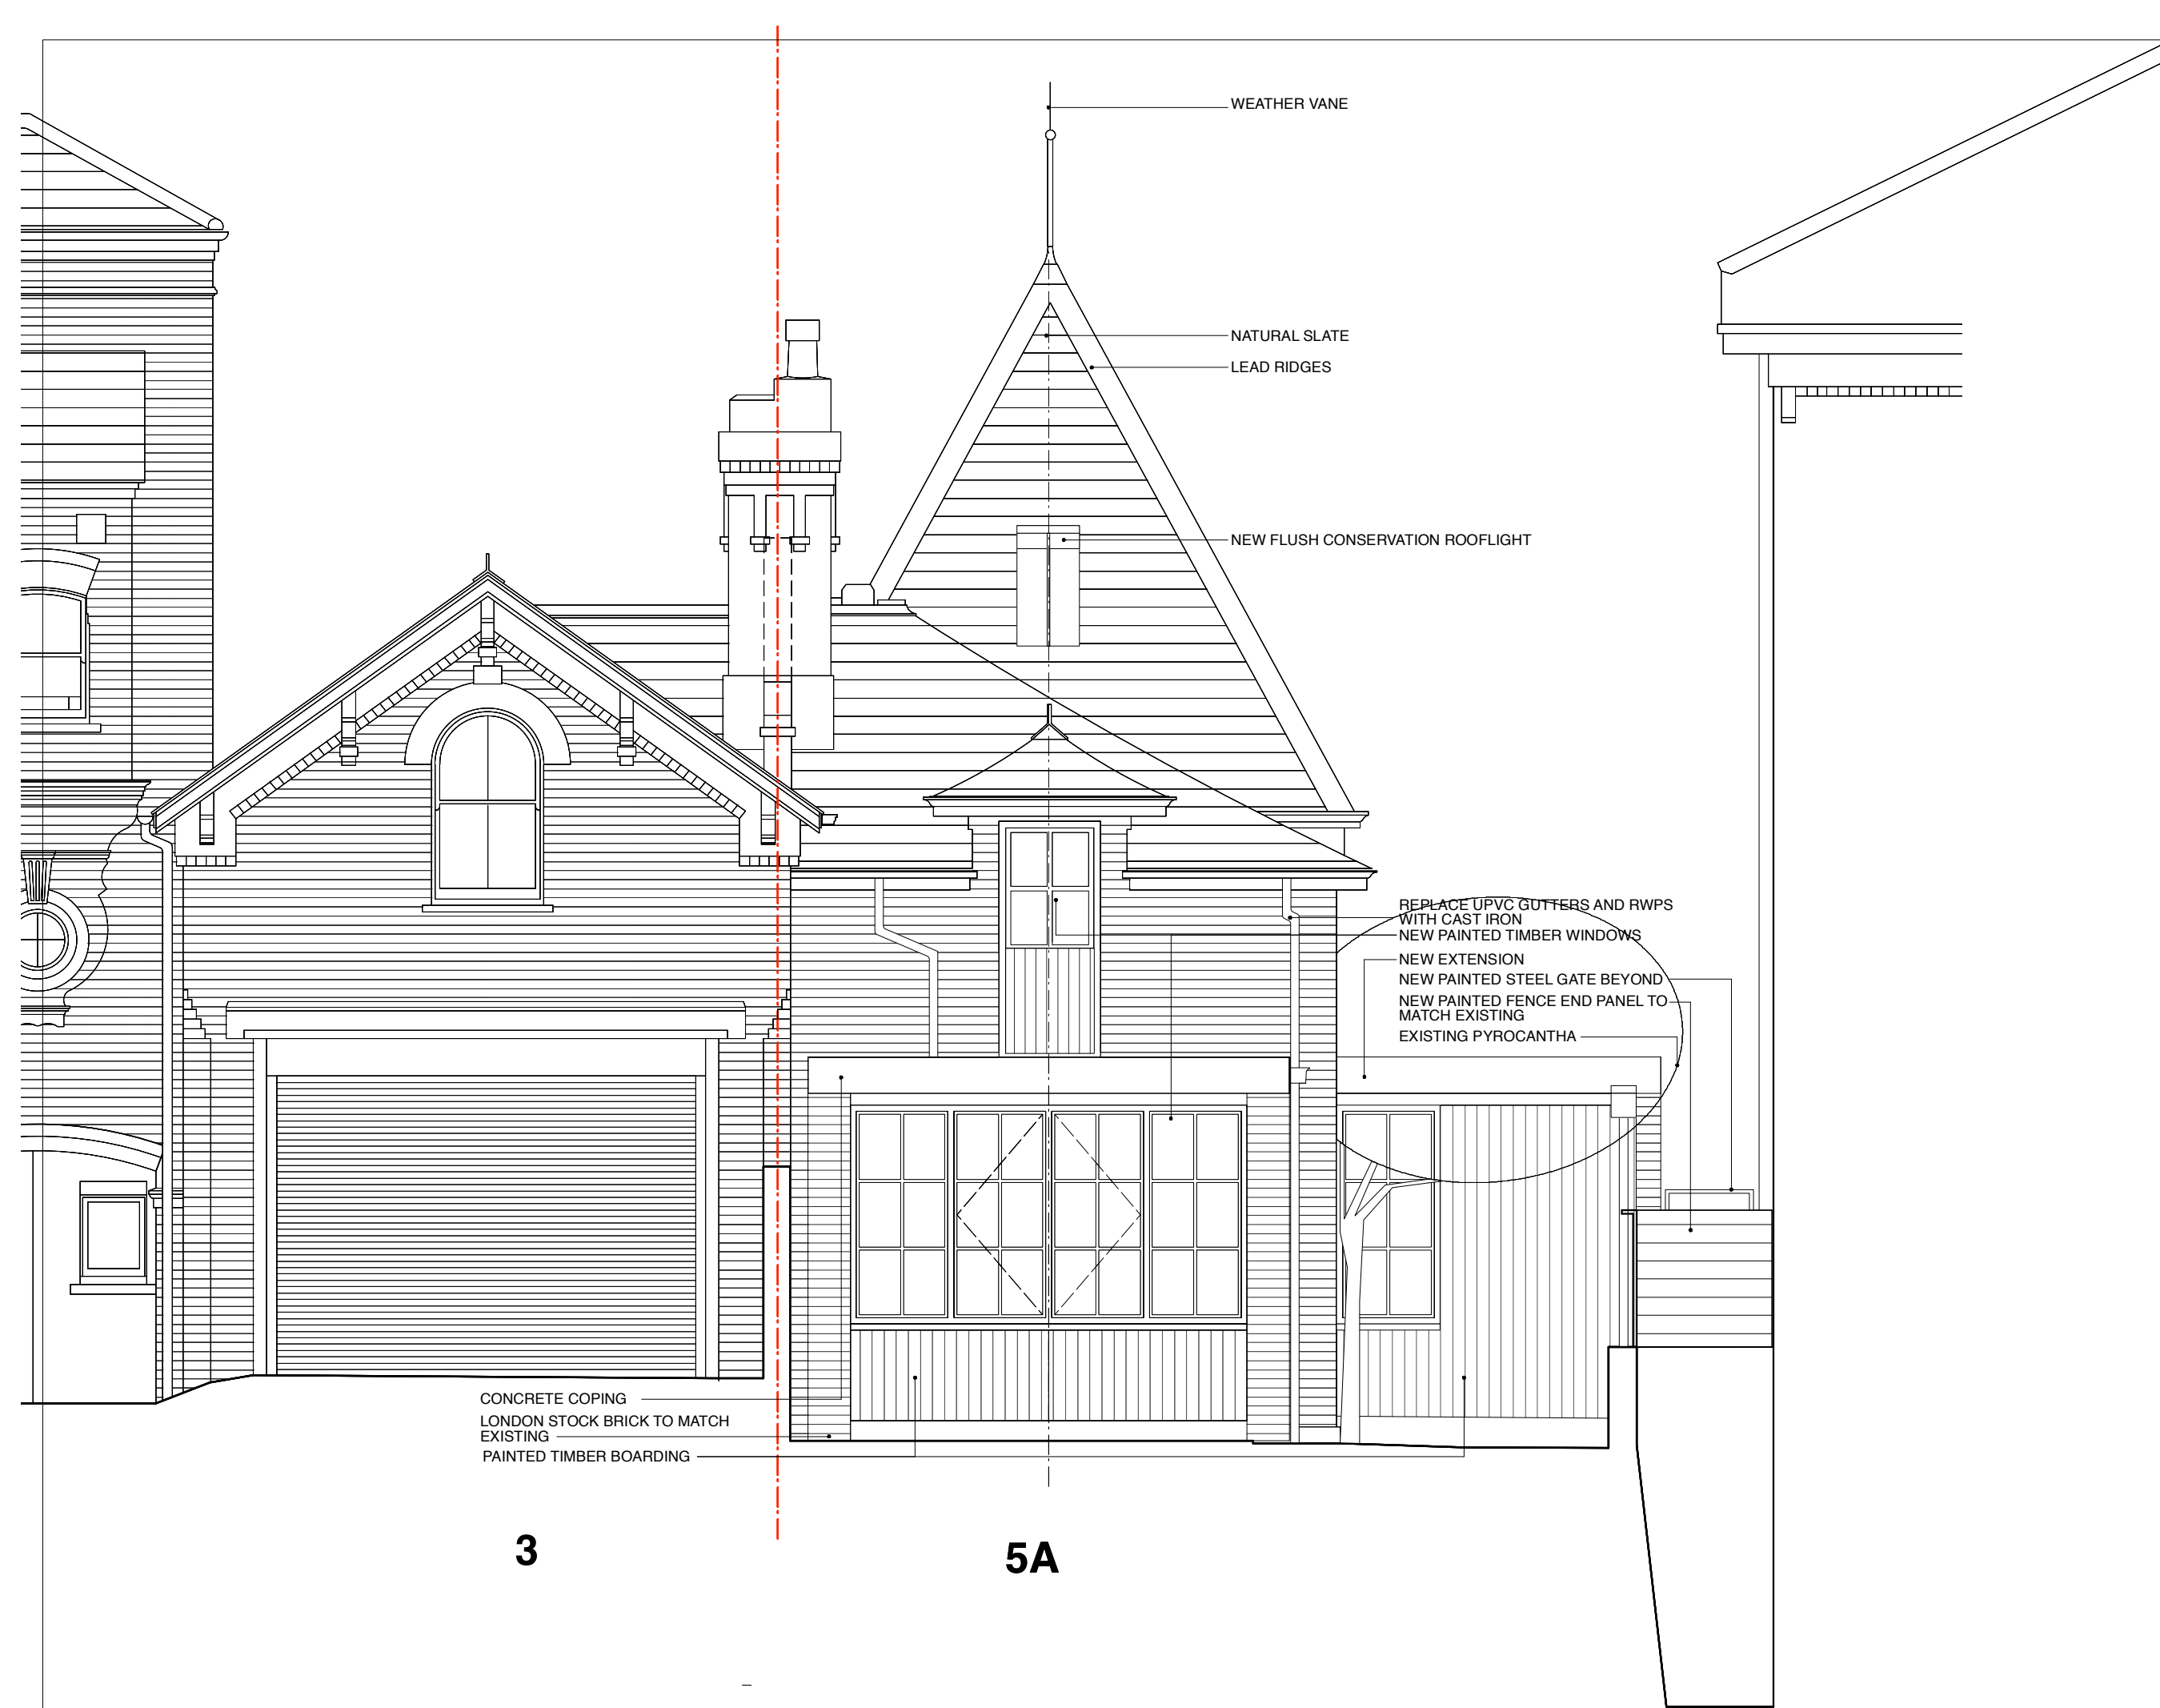 WEATHER VANE
NATURAL SLATE
LEAD RIDGES
NEW FLUSH CONSERVATION ROOFLIGHT
REPLACE UPVC GUTTERS AND RWPS
WITH CAST IRON
NEW PAINTED TIMBER WINDOWS
NEW EXTENSION
NEW PAINTED STEEL GATE BEYOND
NEW PAINTED FENCE END PANEL TO
MATCH EXISTING
EXISTING PYROCANTHA
CONCRETE COPING
LONDON STOCK BRICK TO MATCH
EXISTING
PAINTED TIMBER BOARDING
3
5A